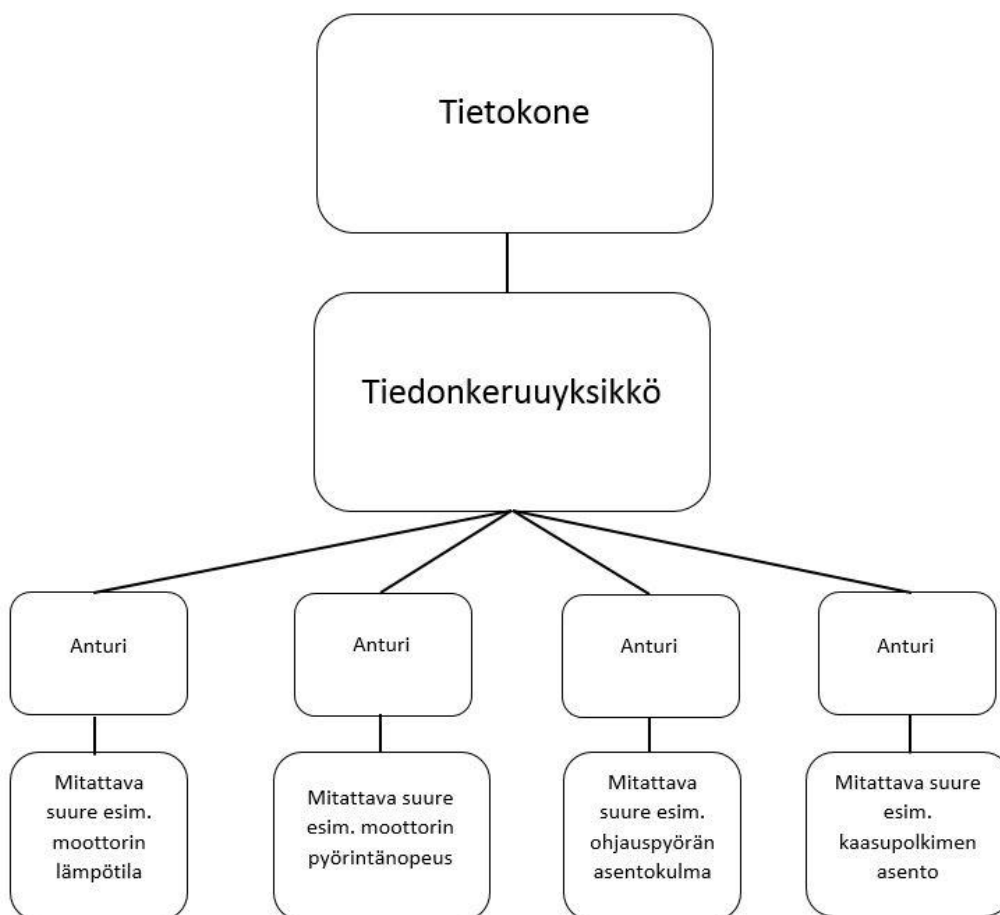 Tietokone
Tiedonkeruuyksikkö
Anturi
Anturi
Anturi
Anturi
Mitattava
suure esim.
moottorin
lämpötila
Mitattava suure
esim. moottorin
pyörintänopeus
Mitattava
suure esim.
ohjauspyörän
asentokulma
Mitattava suure
esim.
kaasupolkimen
asento